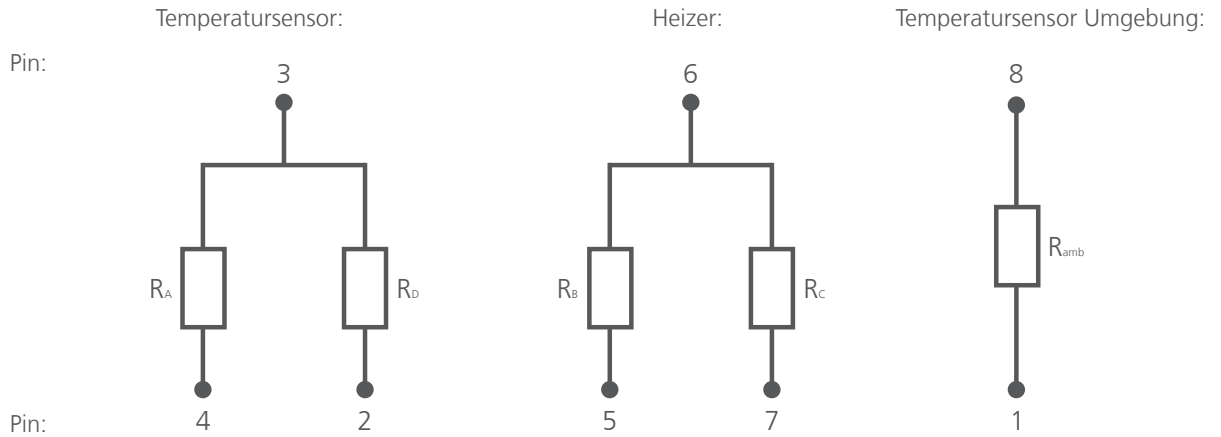 Temperatursensor: Heizer: Temperatursensor Umgebung:
Pin: 3 6 8
RA RD RB RC Ramb
Pin: 4 2 5 7 1